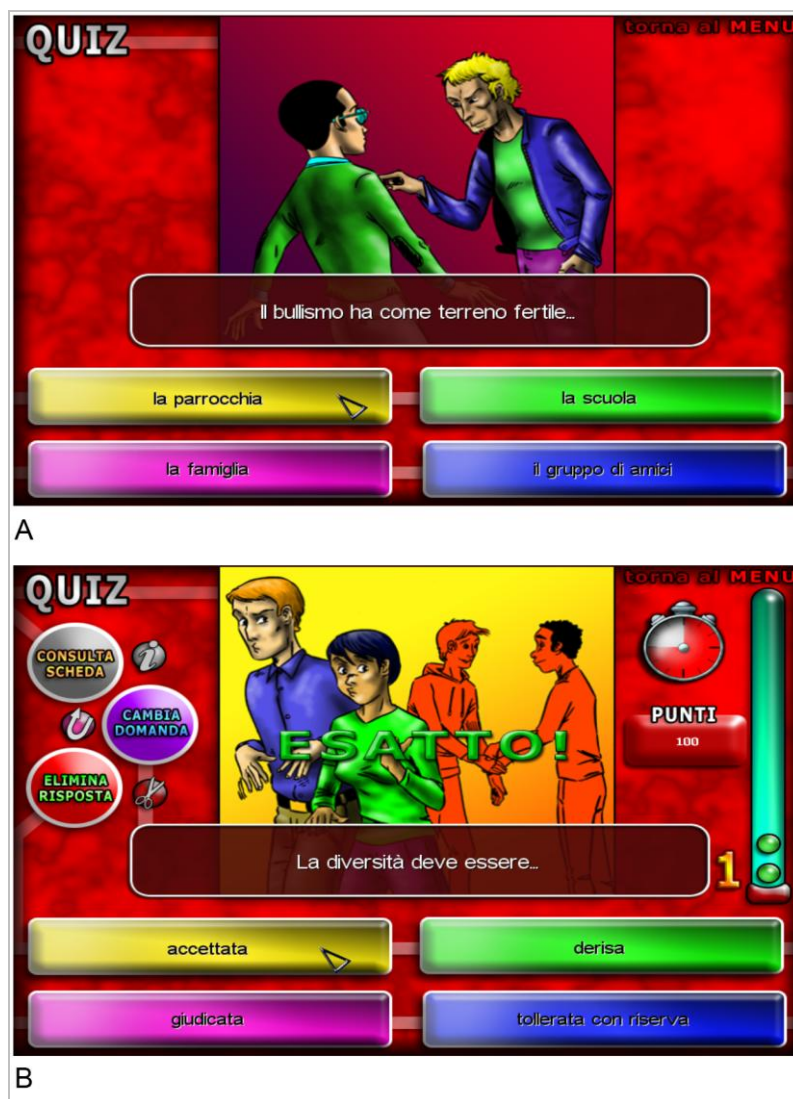 QUIZ
torna al MENU
Il bullismo ha come terreno fertile...
la parrocchia
la scuola
la famiglia
il gruppo di amici
A
QUIZ
torna al MENU
CONSULTA
SCHEDA
i
CAMBIA
DOMANDA
ELIMINA
RISPOSTA
ESATTO!
PUNTI
100
1
La diversità deve essere...
accettata
derisa
giudicata
tollerata con riserva
B